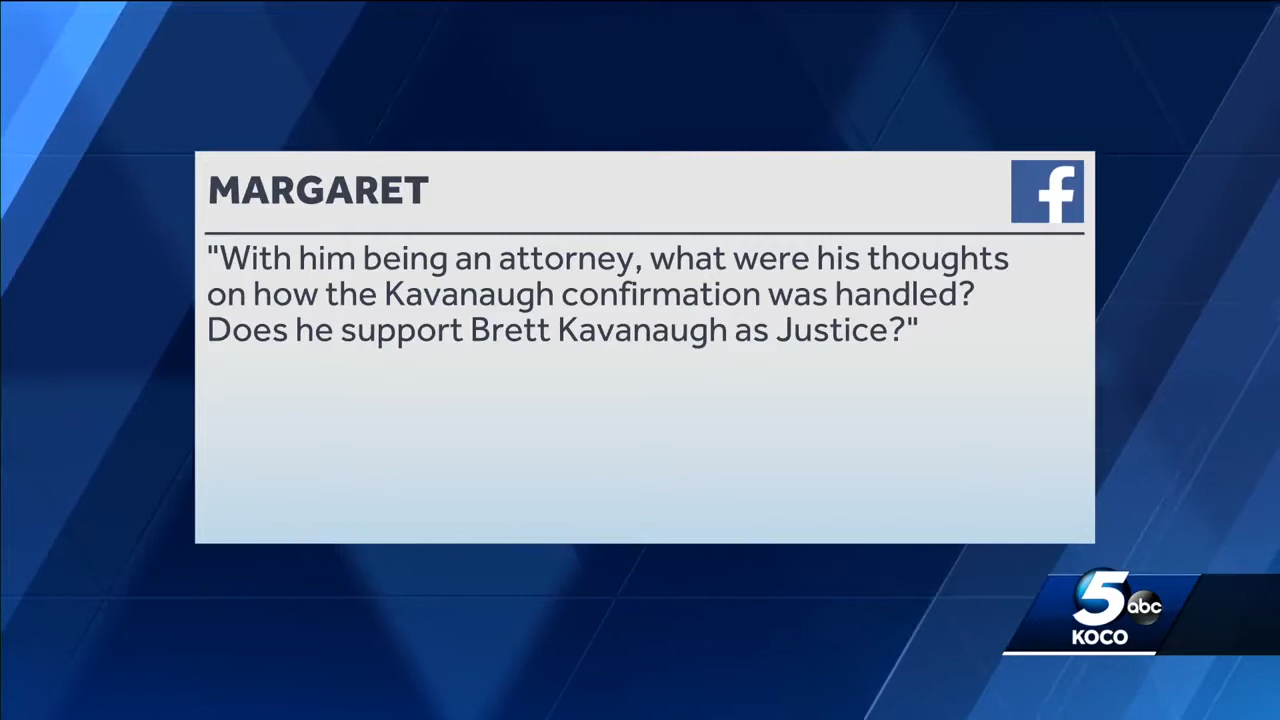 MARGARET
f
"With him being an attorney, what were his thoughts
on how the Kavanaugh confirmation was handled?
Does he support Brett Kavanaugh as Justice?"
5
abc
KOCO